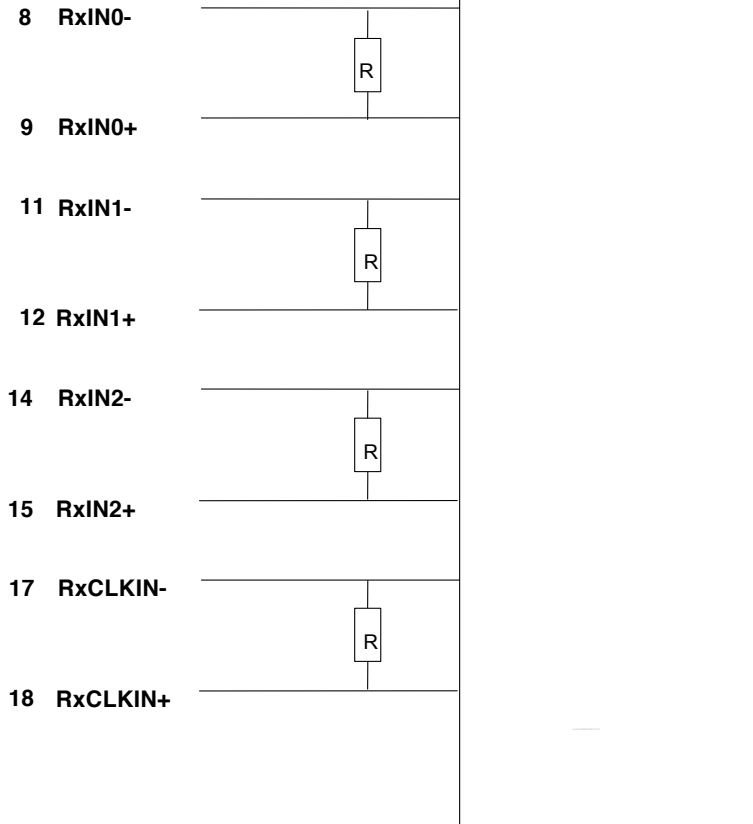 8 RxIN0-
R
9 RxIN0+
11 RxIN1-
R
12 RxIN1+
14 RxIN2-
R
15 RxIN2+
17 RxCLKIN-
R
18 RxCLKIN+